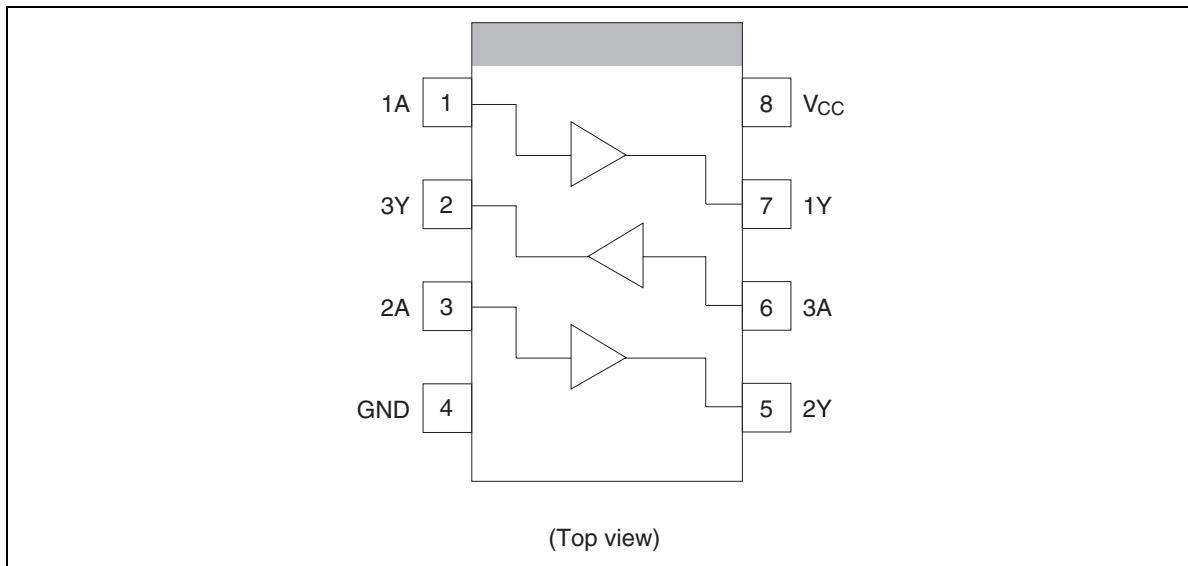 1A 1 8 VCC
3Y 2 7 1Y
2A 3 6 3A
GND 4 5 2Y
(Top view)